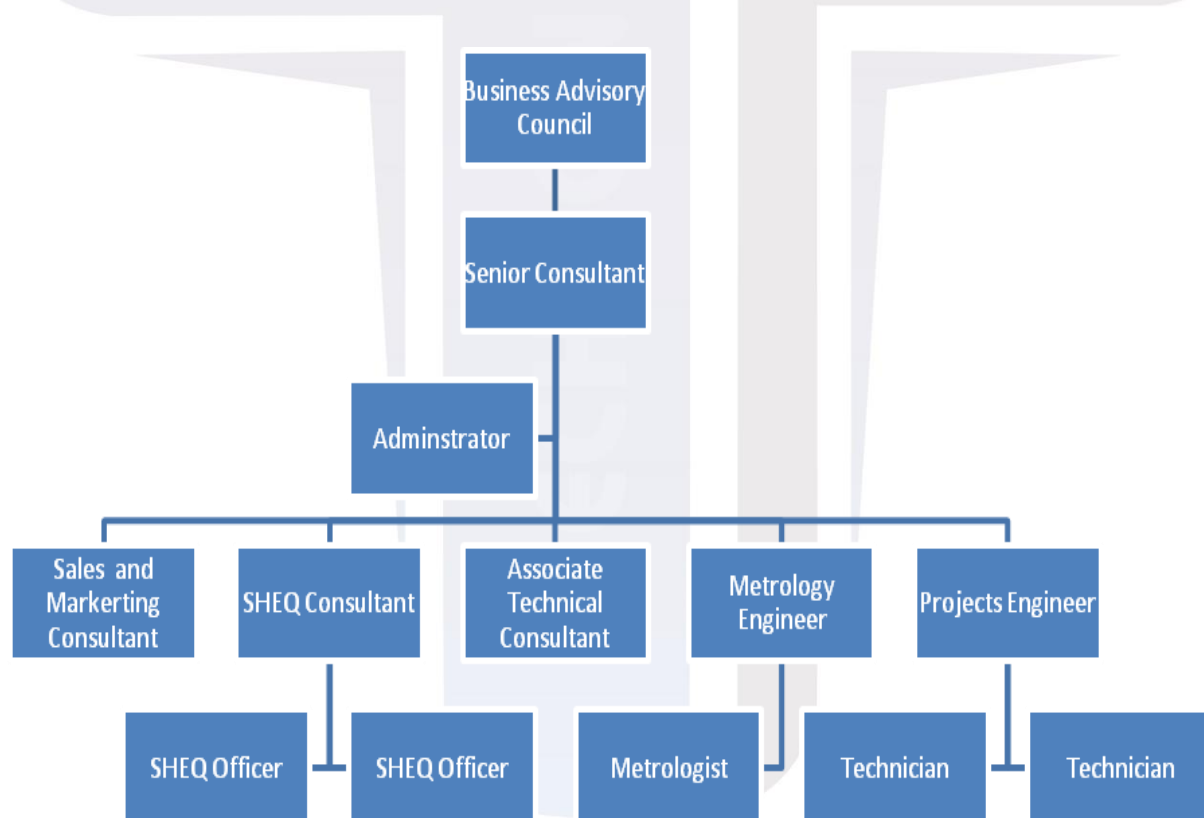 Business Advisory
Council
Senior Consultant
Adminstrator
Sales and
Markerting
Consultant
SHEQ Consultant
Associate
Technical
Consultant
Metrology
Engineer
Projects Engineer
SHEQ Officer
SHEQ Officer
Metrologist
Technician
Technician